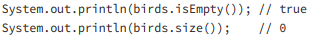 System.out.println(birds.isEmpty()); // true
System.out.println(birds.size());    // 0